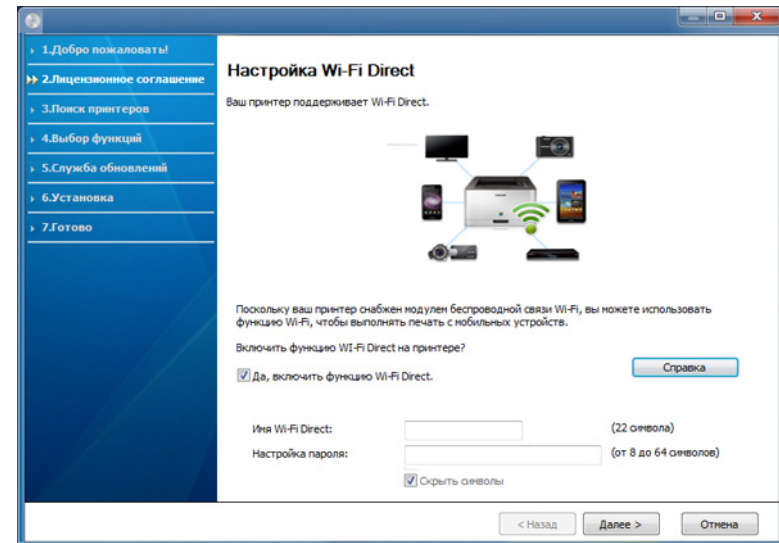 1.Добро пожаловать!
2.Лицензионное соглашение
3.Поиск принтеров
4.Выбор функций
5.Служба обновлений
6.Установка
7.Готово
Настройка Wi-Fi Direct
Ваш принтер поддерживает Wi-Fi Direct.
Поскольку ваш принтер снабжен модулем беспроводной связи Wi-Fi, вы можете использовать
функцию Wi-Fi, чтобы выполнять печать с мобильных устройств.
Включить функцию WI-Fi Direct на принтере?
Справка
Да, включить функцию Wi-Fi Direct.
Имя Wi-Fi Direct: (22 символа)
Настройка пароля: (от 8 до 64 символов)
Скрыть символы
< Назад Далее > Отмена